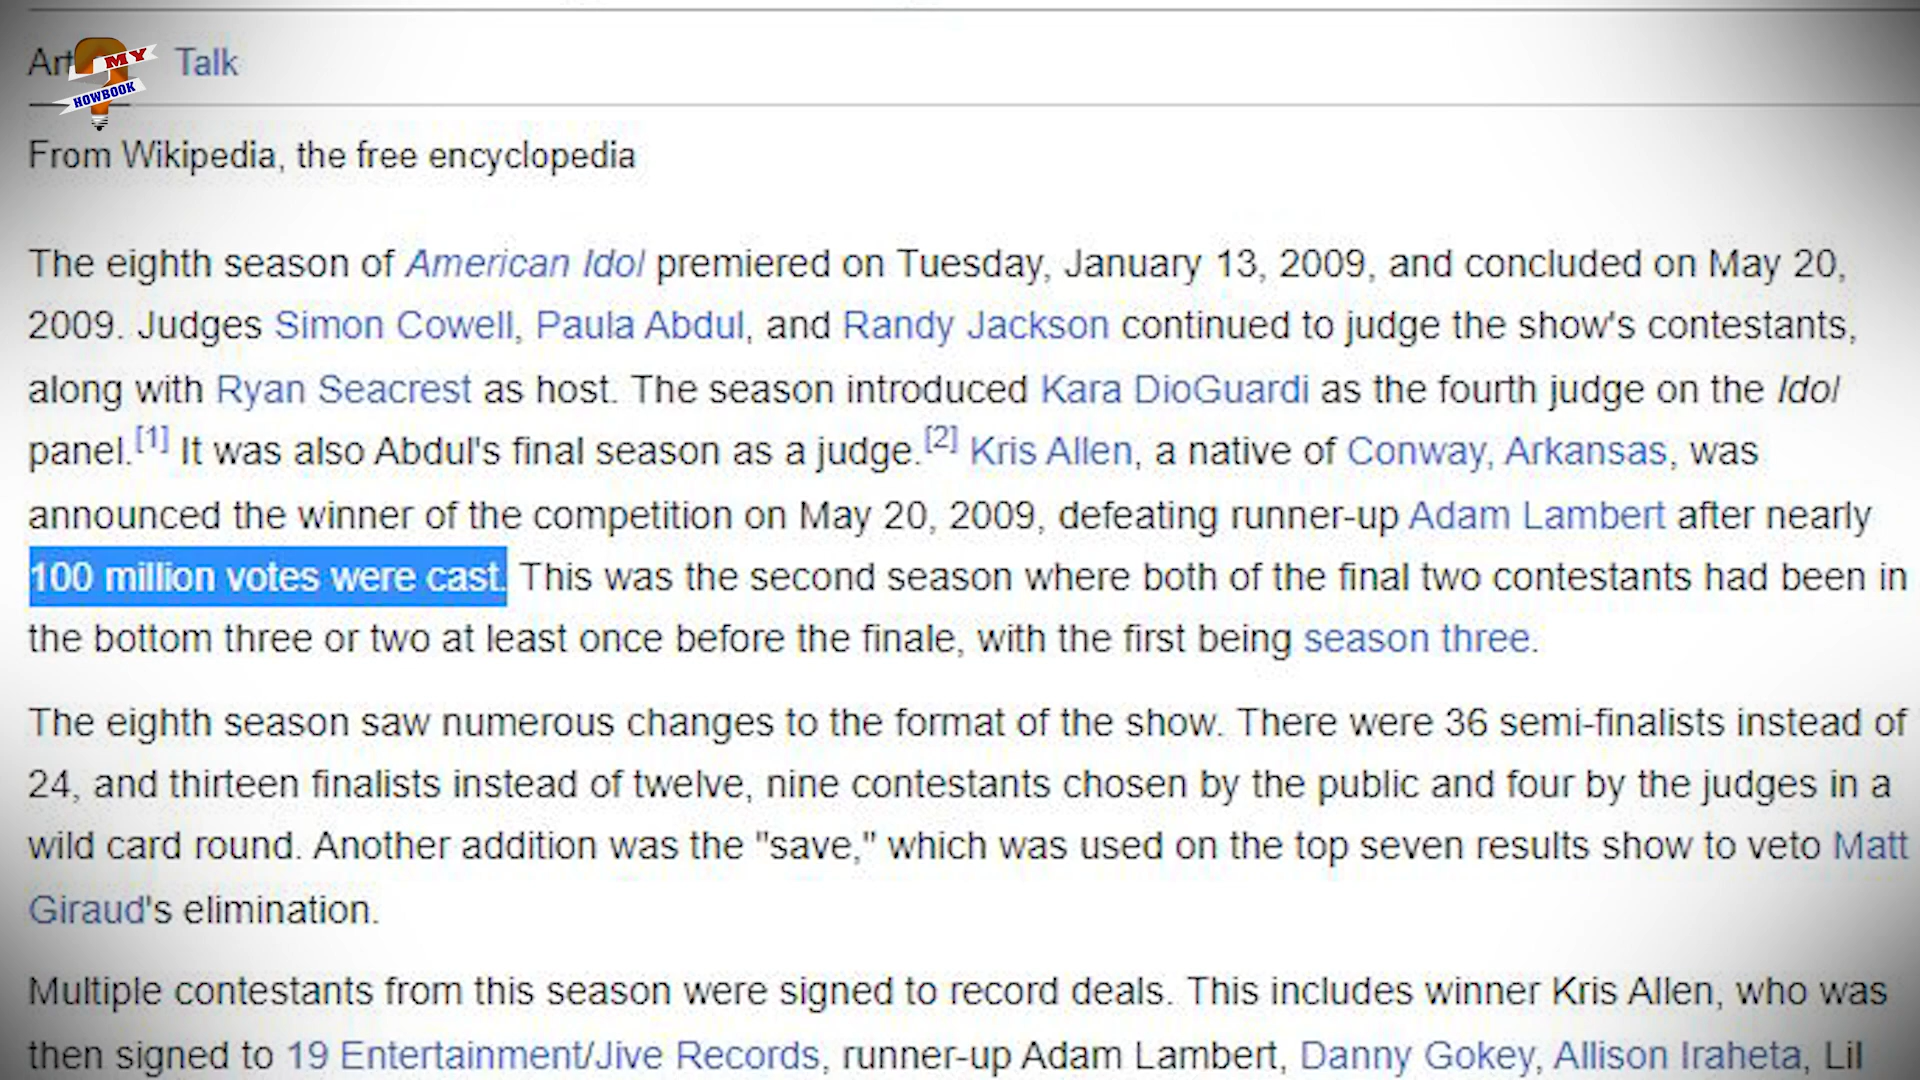 Art
Talk
MY
HOWBOOK
From Wikipedia, the free encyclopedia
The eighth season of American Idol premiered on Tuesday, January 13, 2009, and concluded on May 20,
2009. Judges Simon Cowell, Paula Abdul, and Randy Jackson continued to judge the show's contestants,
along with Ryan Seacrest as host. The season introduced Kara DioGuardi as the fourth judge on the Idol
panel.[1] It was also Abdul's final season as a judge.[2] Kris Allen, a native of Conway, Arkansas, was
announced the winner of the competition on May 20, 2009, defeating runner-up Adam Lambert after nearly
100 million votes were cast. This was the second season where both of the final two contestants had been in
the bottom three or two at least once before the finale, with the first being season three.
The eighth season saw numerous changes to the format of the show. There were 36 semi-finalists instead of
24, and thirteen finalists instead of twelve, nine contestants chosen by the public and four by the judges in a
wild card round. Another addition was the "save," which was used on the top seven results show to veto Matt
Giraud's elimination.
Multiple contestants from this season were signed to record deals. This includes winner Kris Allen, who was
then signed to 19 Entertainment/Jive Records, runner-up Adam Lambert, Danny Gokey, Allison Iraheta, Lil